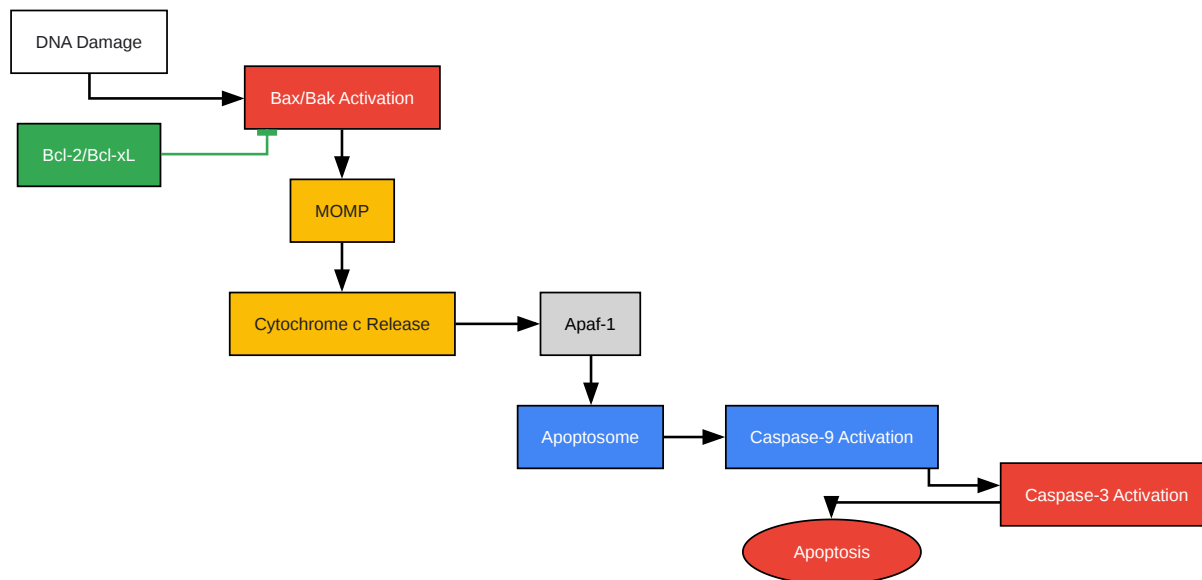 DNA Damage
Bax/Bak Activation
Bcl-2/Bcl-xL
MOMP
Cytochrome c Release
Apaf-1
Apoptosome
Caspase-9 Activation
Caspase-3 Activation
Apoptosis